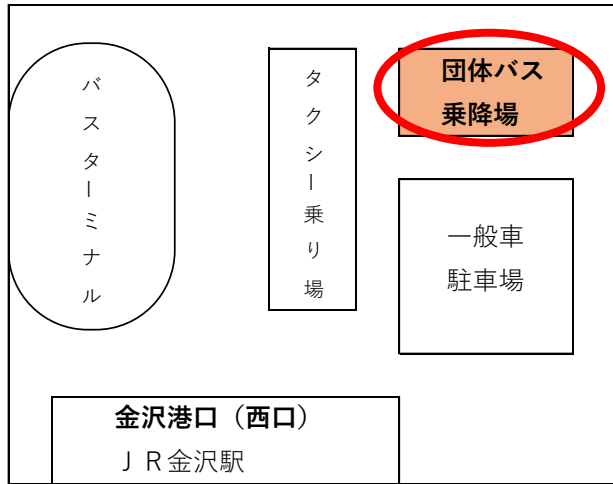 バスターミナル
タクシー乗り場
団体バス
乗降場
一般車
駐車場
金沢港口（西口）
ＪＲ金沢駅